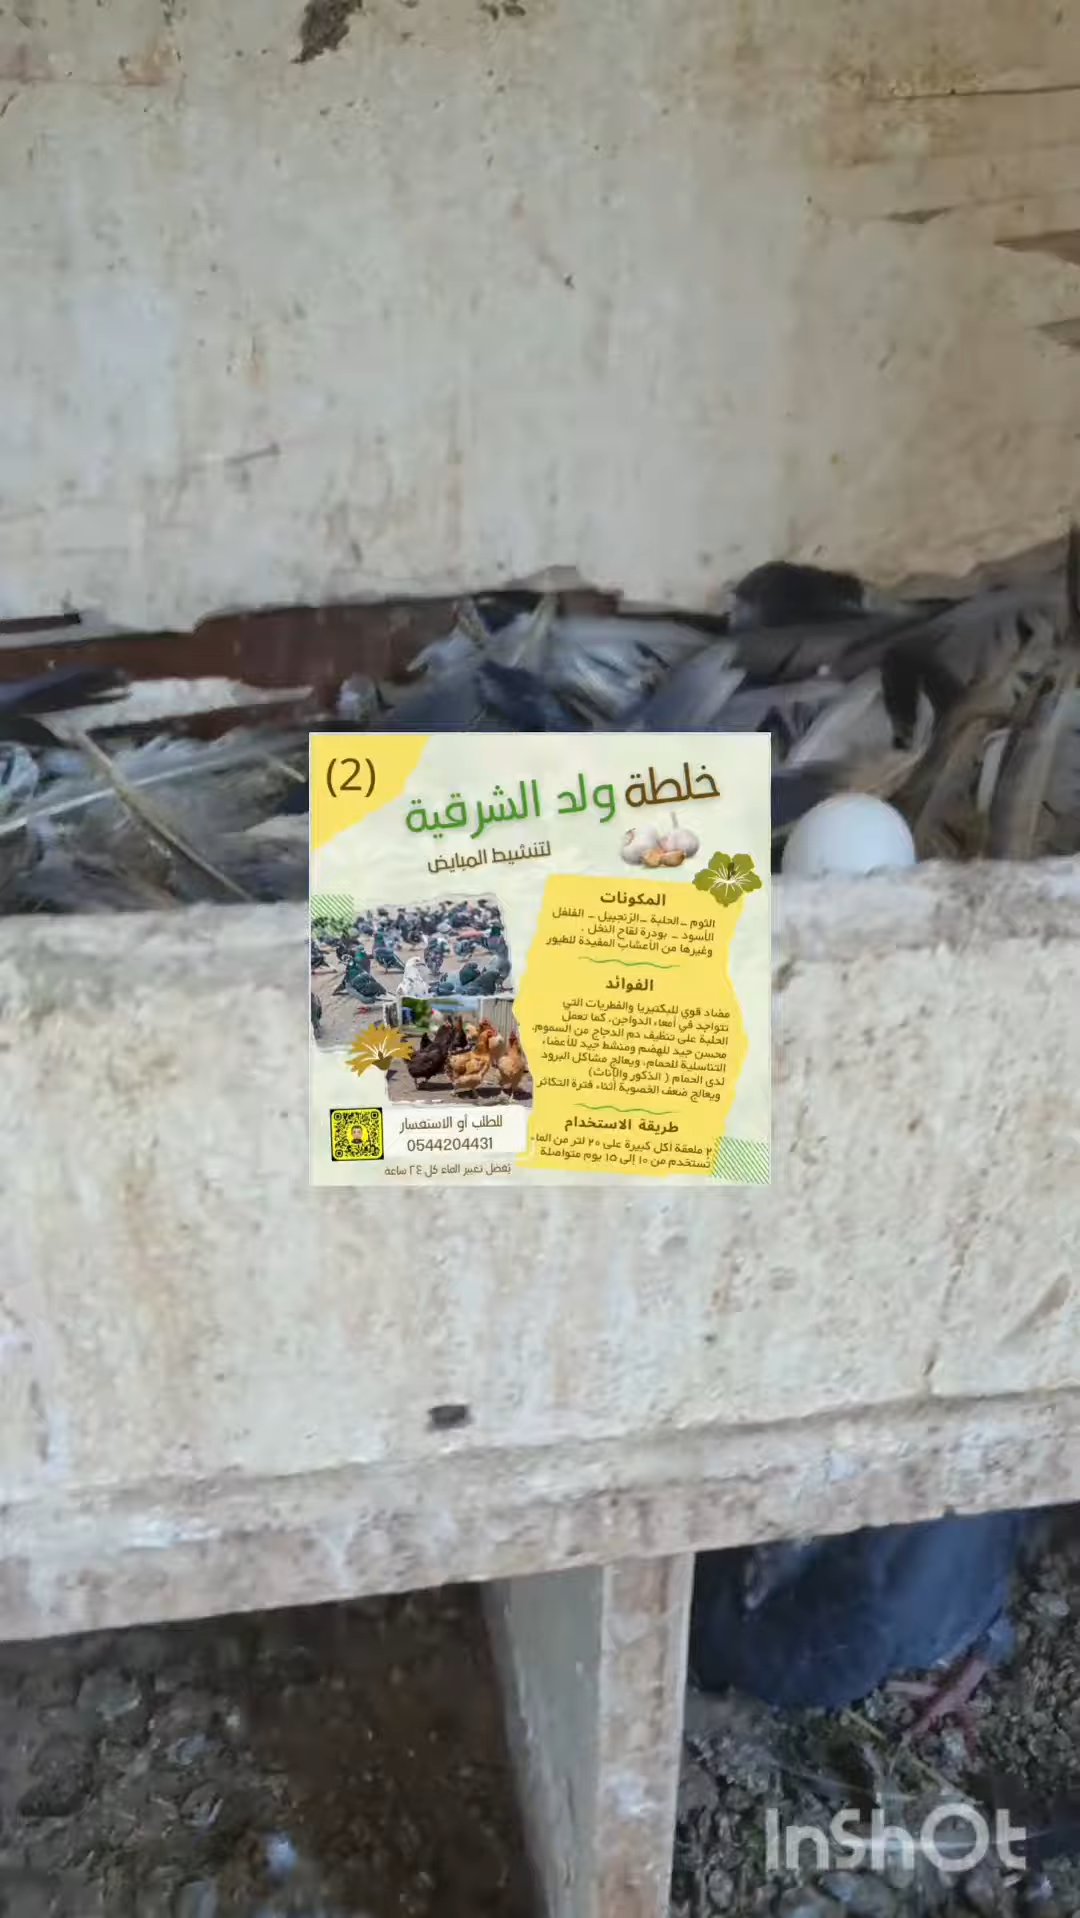 (2)
خلطة ولد الشرقية
لتنشيط المبايض
المكونات
الثوم _ الحلبة _ الزنجبيل _ الفلفل
الأسود _ بودرة لقاح النخل .
وغيرها من الأعشاب المفيدة للطيور
الفوائد
مضاد قوي للبكتيريا والفطريات التي
تتواجد في أمعاء الدواجن، كما تعمل
الحلبة على تنظيف دم الدجاج من السموم.
محسن جيد للهضم ومنشط جيد للأعضاء
التناسلية للحمام، ويعالج مشاكل البرود
لدى الحمام ( الذكور والأناث)
ويعالج ضعف الخصوبة أثناء فترة التكاثر
طريقة الاستخدام
٢ ملعقة أكل كبيرة على ٢٠ لتر من الماء
تُستخدم من ١٠ إلى ١٥ يوم متواصلة
للطلب أو الاستفسار
0544204431
يُفضل تغيير الماء كل ٢٤ ساعة
InShOt